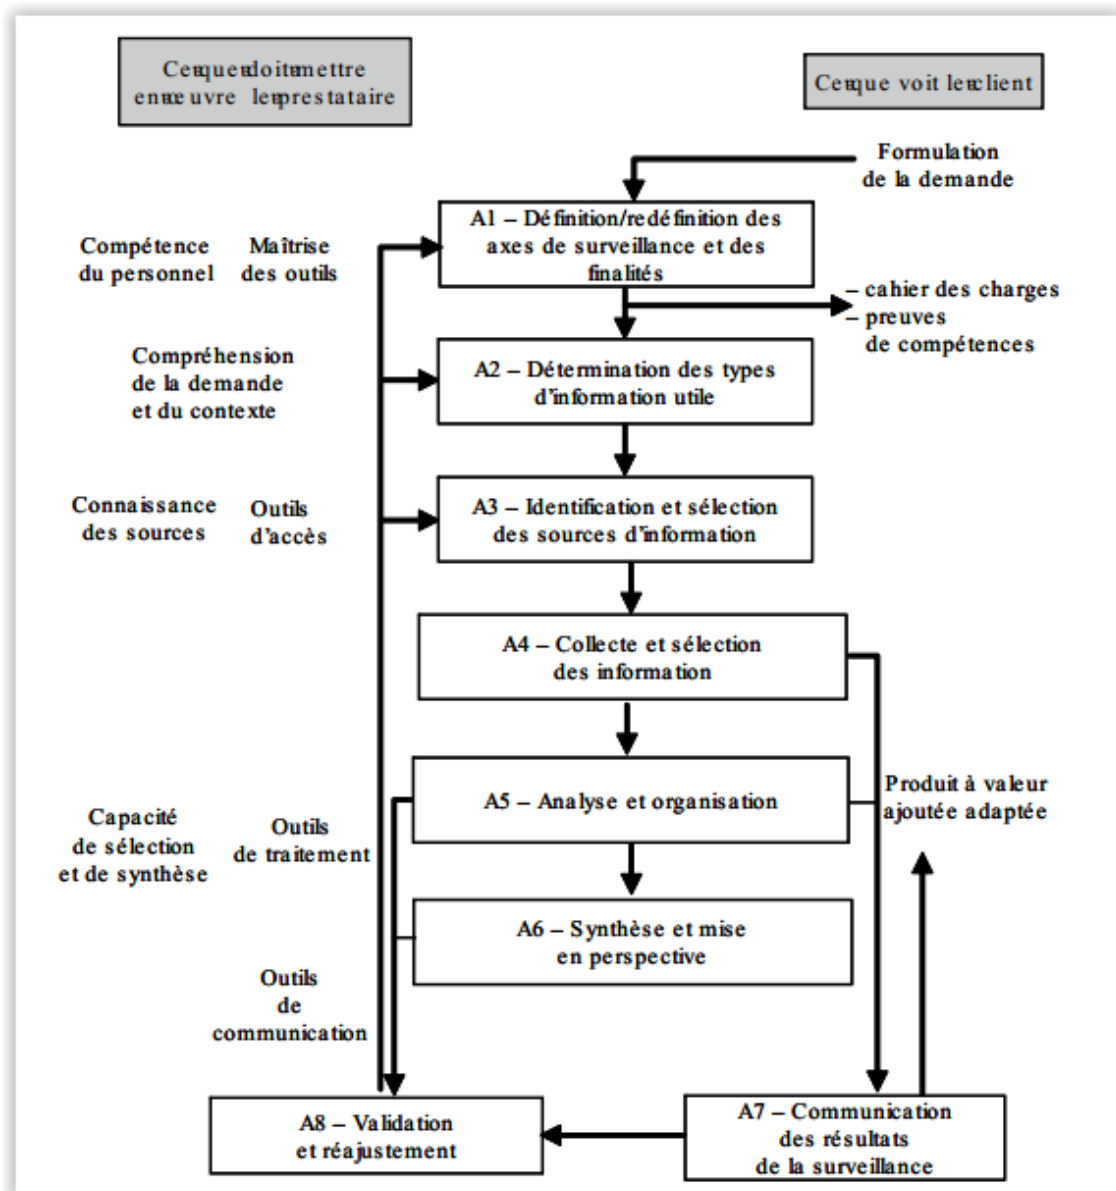 Ce que doit mettre
en œuvre le prestataire
Ce que voit le client
Formulation
de la demande
A1 – Définition/redéfinition des
axes de surveillance et des
finalités
Compétence
du personnel
Maîtrise
des outils
– cahier des charges
– preuves
de compétences
Compréhension
de la demande
et du contexte
A2 – Détermination des types
d'information utile
Connaissance
des sources
Outils
d'accès
A3 – Identification et sélection
des sources d'information
A4 – Collecte et sélection
des information
A5 – Analyse et organisation
Produit à valeur
ajoutée adaptée
Capacité
de sélection
et de synthèse
Outils
de traitement
A6 – Synthèse et mise
en perspective
Outils
de
communication
A8 – Validation
et réajustement
A7 – Communication
des résultats
de la surveillance